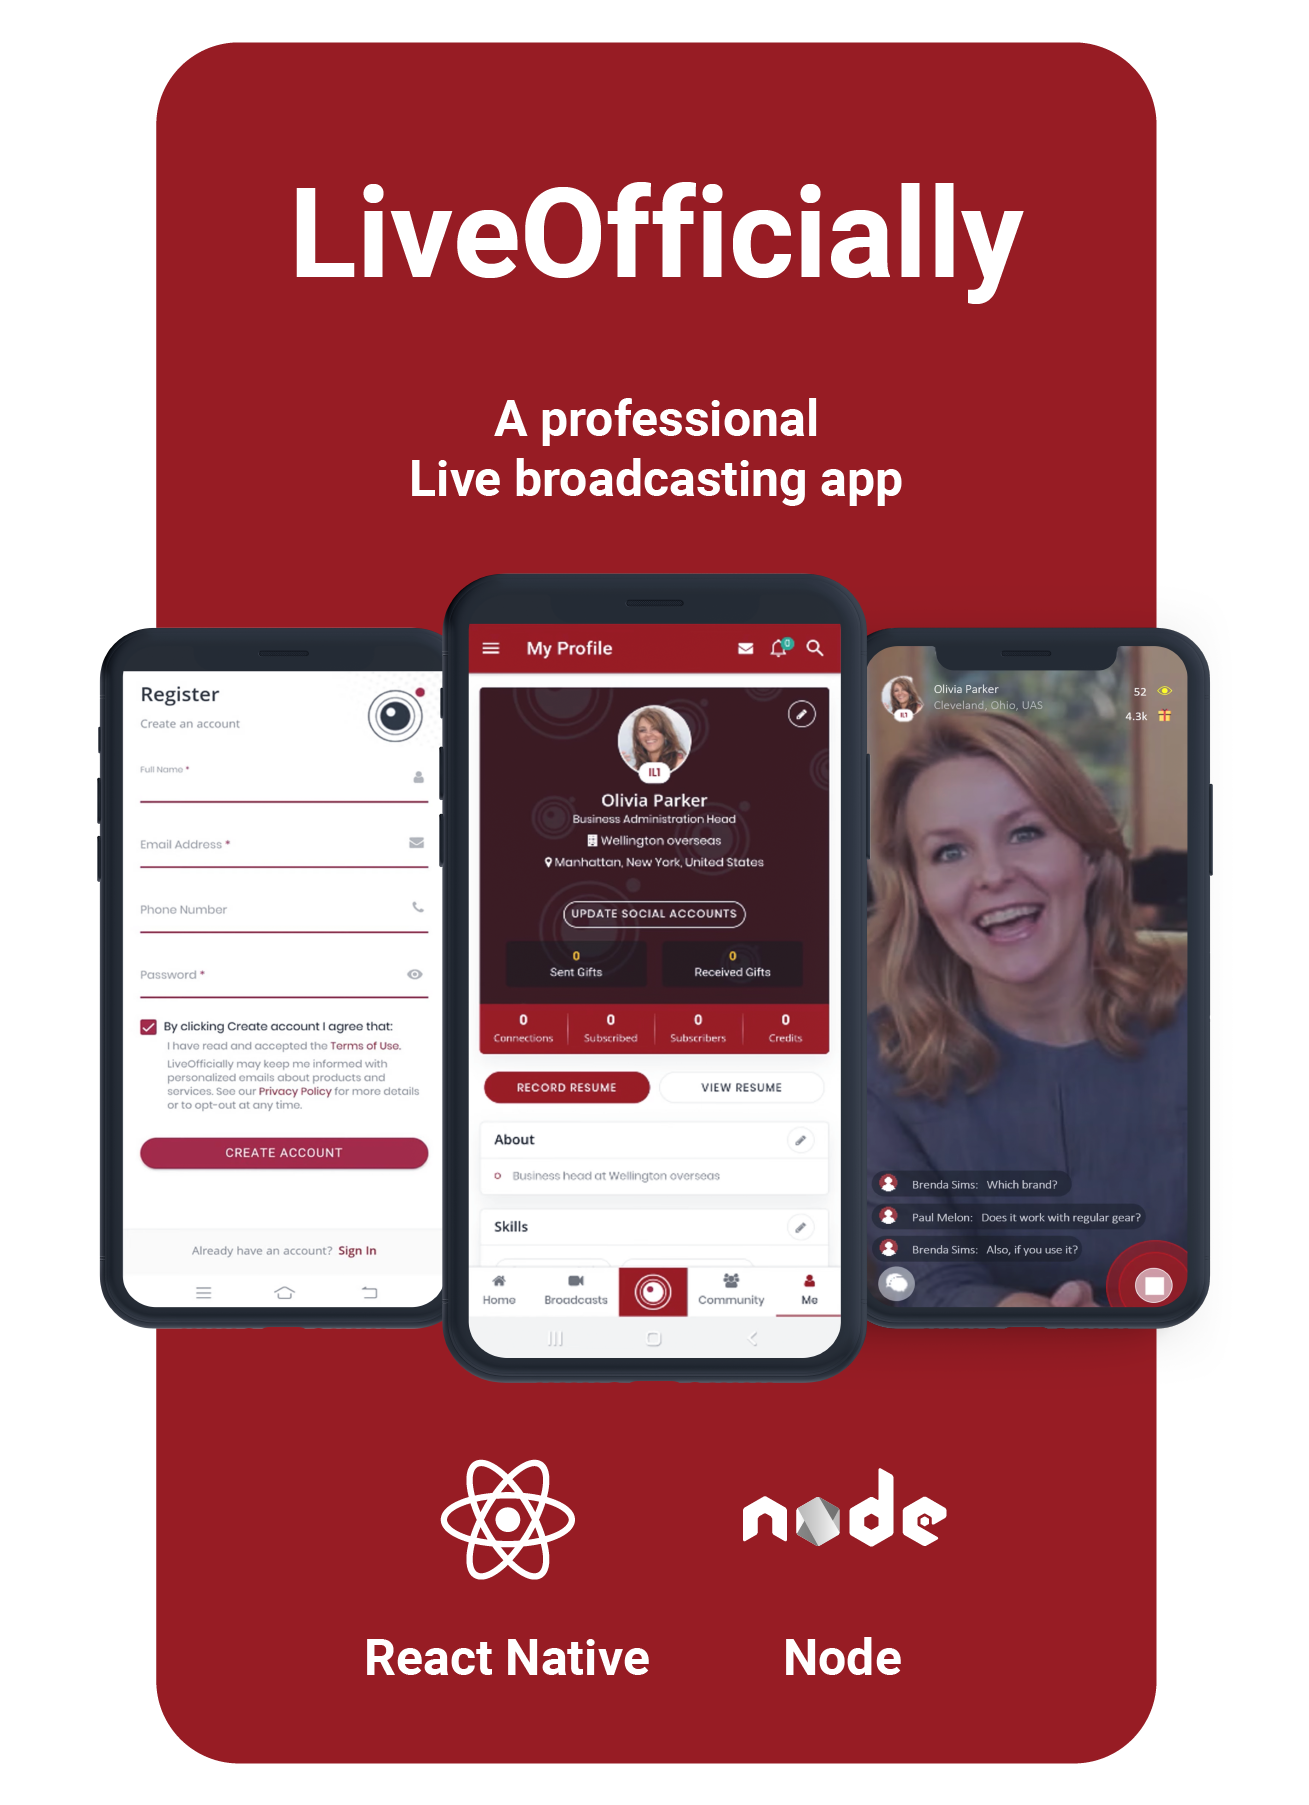 LiveOfficially
A professional
Live broadcasting app
Register
Create an account
Full Name *
Email Address *
Phone Number
Password *
By clicking Create account I agree that:
I have read and accepted the Terms of Use.
LiveOfficially may keep me informed with
personalized emails about products and
services. See our Privacy Policy for more details
or to opt-out at any time.
CREATE ACCOUNT
Already have an account? Sign In
My Profile
0
IL1
Olivia Parker
Business Administration Head
Wellington overseas
Manhattan, New York, United States
UPDATE SOCIAL ACCOUNTS
0 0
Sent Gifts Received Gifts
0 0 0 0
Connections Subscribed Subscribers Credits
RECORD RESUME VIEW RESUME
About
Business head at Wellington overseas
Skills
Home Broadcasts Community Me
Olivia Parker 52
Cleveland, Ohio, UAS
IL1
4.3k
Brenda Sims: Which brand?
Paul Melon: Does it work with regular gear?
Brenda Sims: Also, if you use it?
node
React Native Node